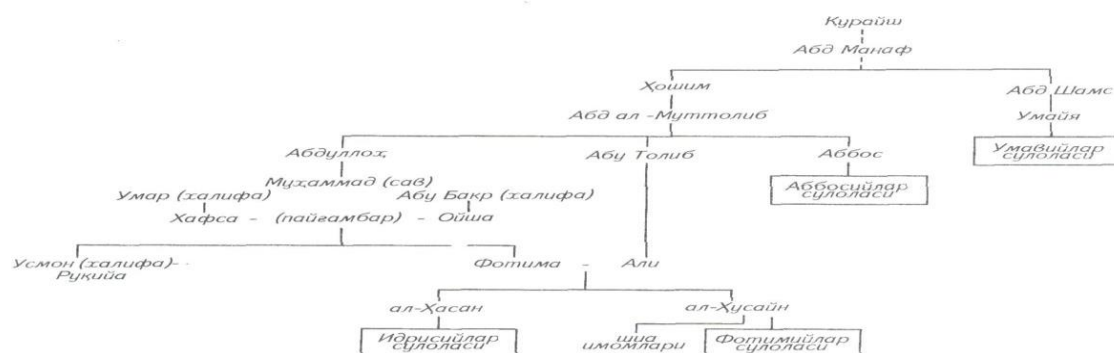 Қурайш
Абд Манаф
Ҳошим
Абд Шамс
Абд ал -Муттолиб
Умайя
Абдуллоҳ
Абу Толиб
Аббос
Умавийлар
сулоласи
Муҳаммад (сав)
Аббосийлар
сулоласи
Умар (халифа)
Абу Бакр (халифа)
Хафса - (пайғамбар) - Ойша
Усмон (халифа)-
Руқийа
Фотима - Али
ал-Ҳасан
ал-Ҳусайн
Идрисийлар
сулоласи
шиа
имомлари
Фотимийлар
сулоласи